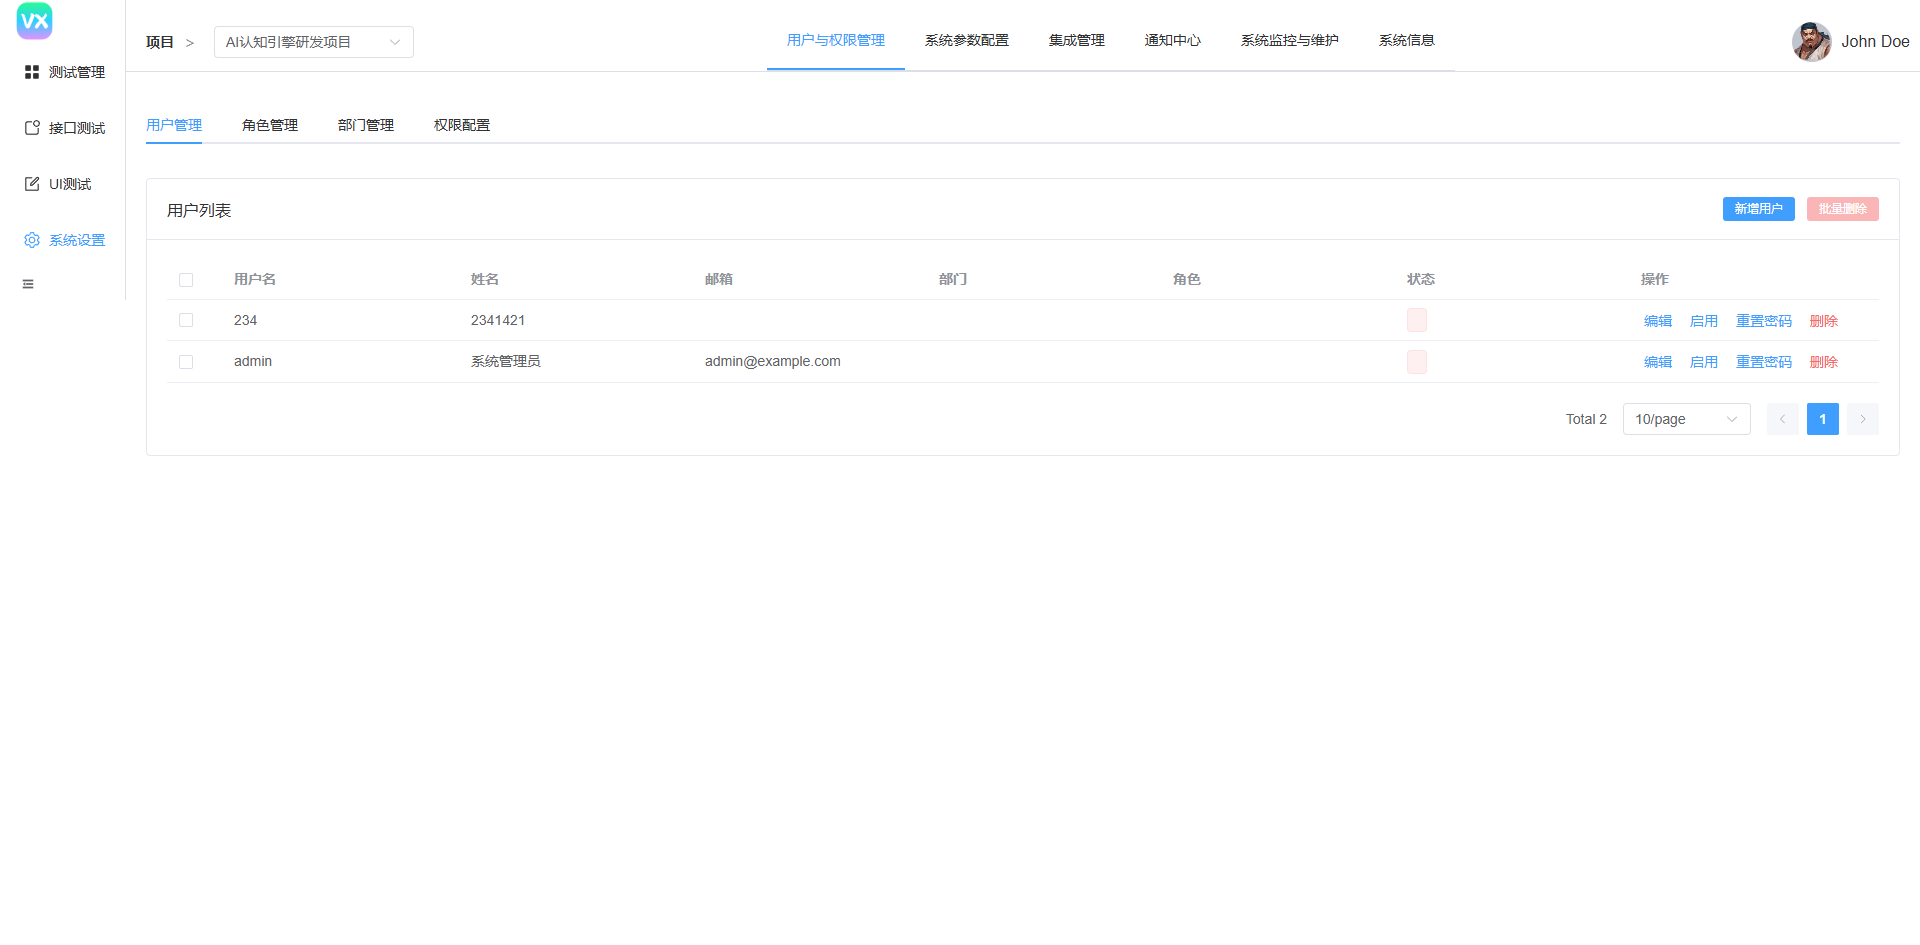 VX
项目 > AI认知引擎研发项目
用户与权限管理 系统参数配置 集成管理 通知中心 系统监控与维护 系统信息
John Doe
测试管理
接口测试
UI测试
系统设置
用户管理 角色管理 部门管理 权限配置
用户列表
新增用户 批量删除
用户名 姓名 邮箱 部门 角色 状态 操作
234 2341421 编辑 启用 重置密码 删除
admin 系统管理员 admin@example.com 编辑 启用 重置密码 删除
Total 2 10/page 1